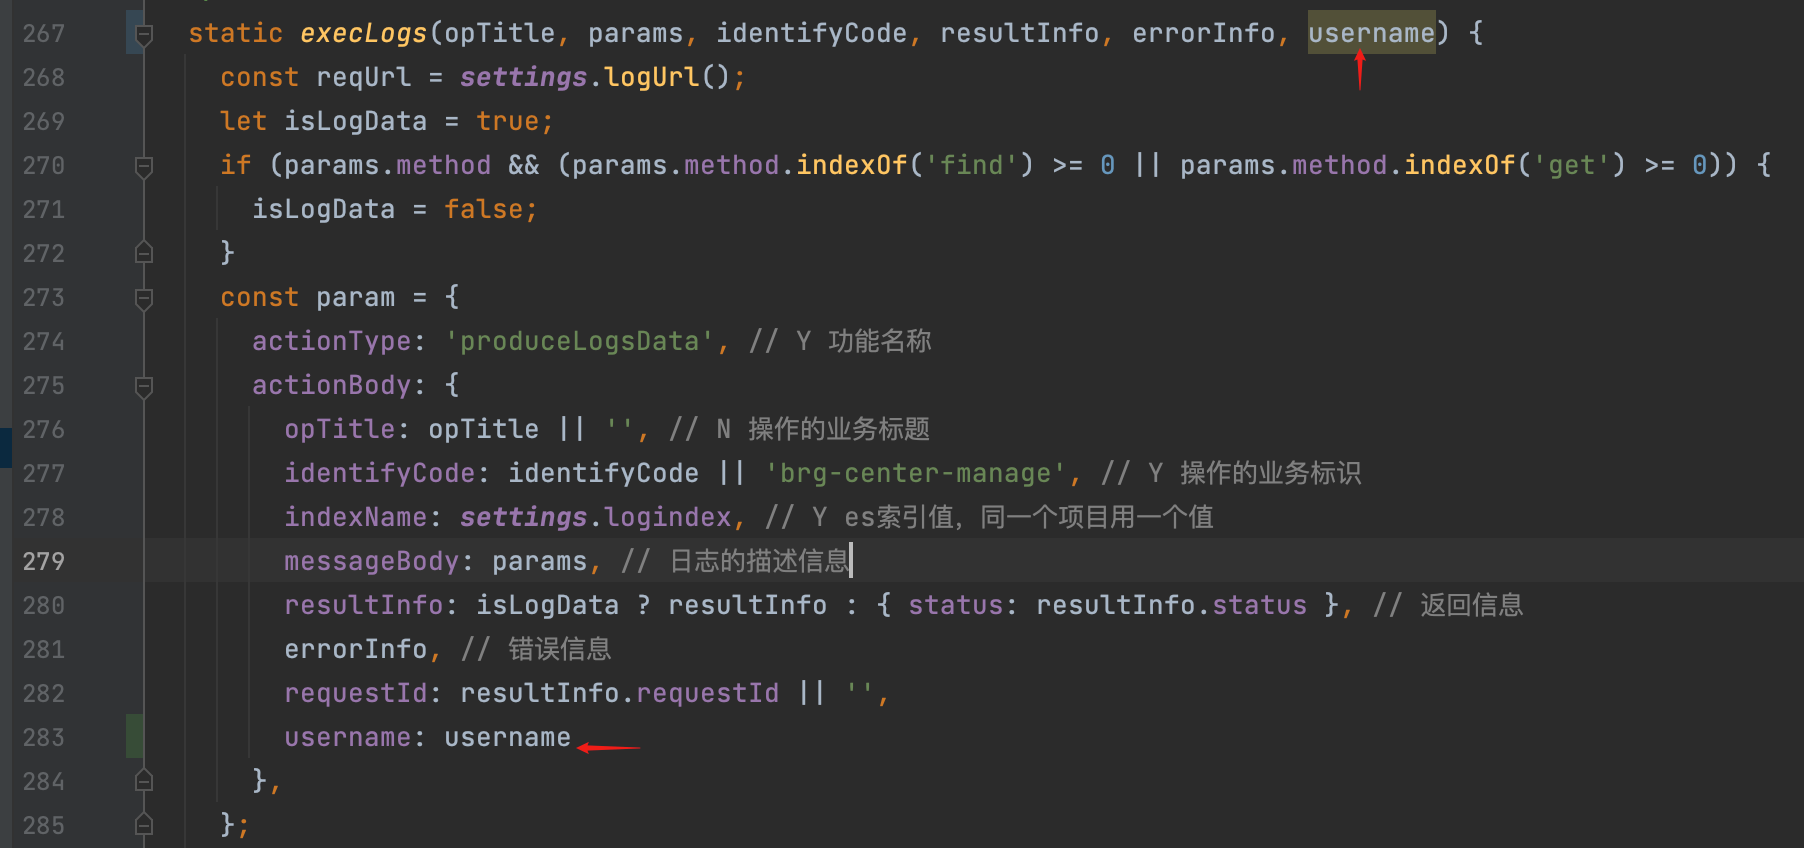 267 static execLogs(opTitle, params, identifyCode, resultInfo, errorInfo, username) {
268 const reqUrl = settings.logUrl();
269 let isLogData = true;
270 if (params.method && (params.method.indexOf('find') >= 0 || params.method.indexOf('get') >= 0)) {
271 isLogData = false;
272 }
273 const param = {
274 actionType: 'produceLogsData', // Y 功能名称
275 actionBody: {
276 opTitle: opTitle || '', // N 操作的业务标题
277 identifyCode: identifyCode || 'brg-center-manage', // Y 操作的业务标识
278 indexName: settings.logindex, // Y es索引值，同一个项目用一个值
279 messageBody: params, // 日志的描述信息
280 resultInfo: isLogData ? resultInfo : { status: resultInfo.status }, // 返回信息
281 errorInfo, // 错误信息
282 requestId: resultInfo.requestId || '',
283 username: username
284 },
285 };